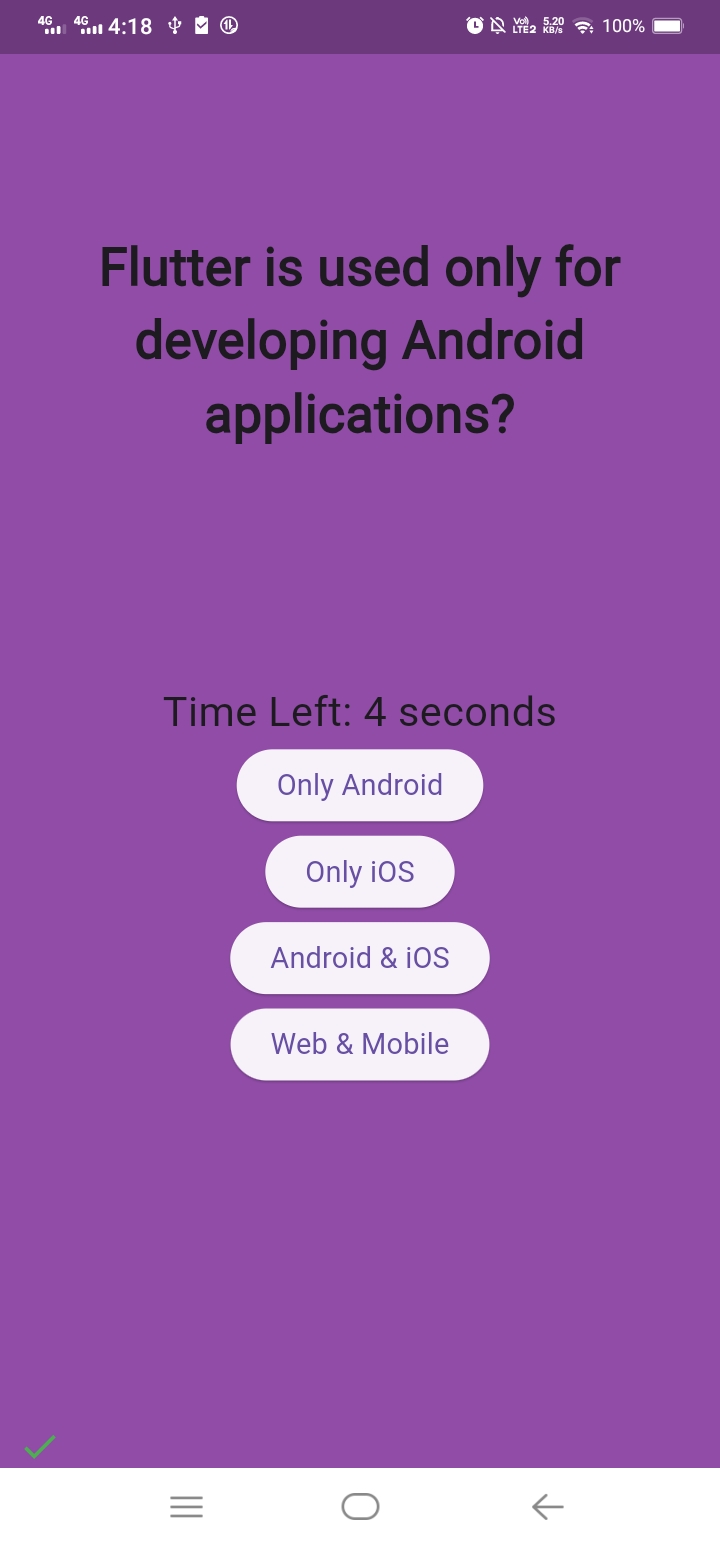 4G 4G 4:18 Vo) LTE2 5.20 KB/s 100%
Flutter is used only for
developing Android
applications?
Time Left: 4 seconds
Only Android
Only iOS
Android & iOS
Web & Mobile